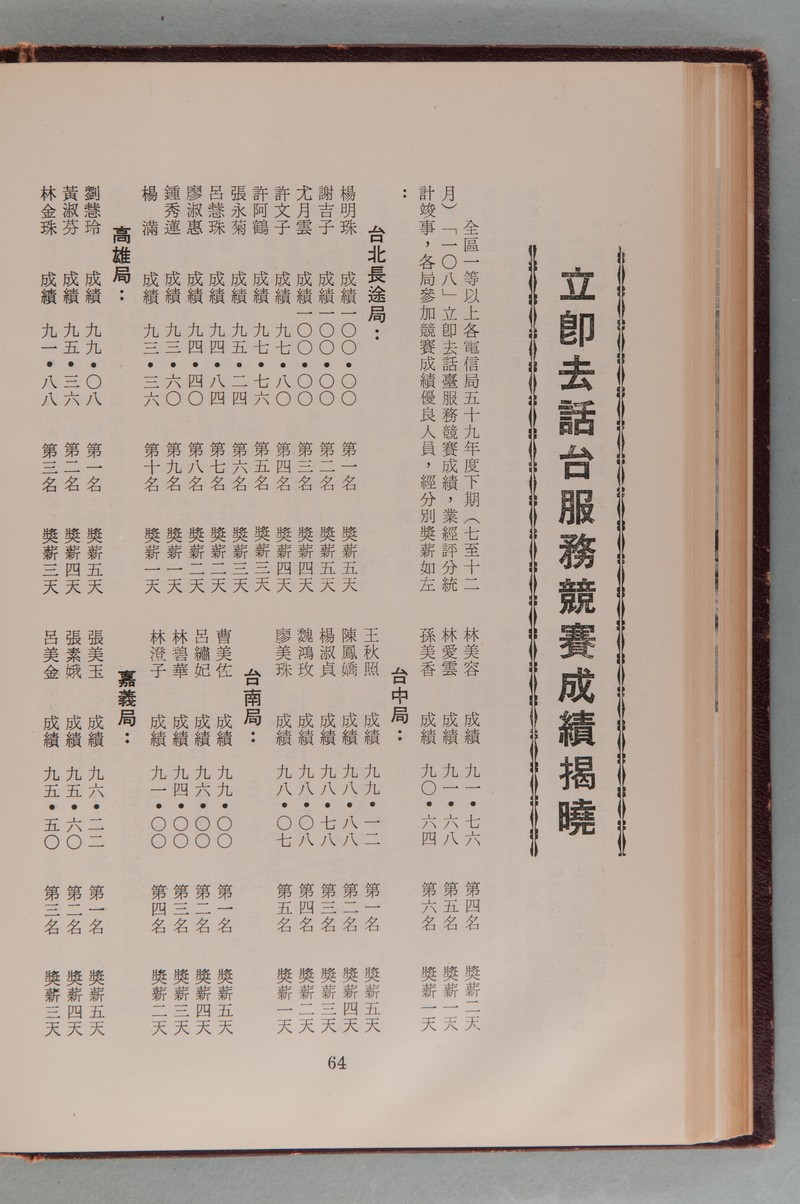 立卽去話台服務競賽成績揭曉
全區一等以上各電信局五十九年度下期(七至十二
月)「一〇八」立卽去話臺服務競賽成績,業經評分統
計竣事,各局參加競賽成績優良人員,經分別獎薪如左
:
台北長途局:
楊明珠 成績一〇〇•〇〇 第一名 獎薪五天
謝吉子 成績一〇〇•〇〇 第二名 獎薪五天
尤月雲 成績一〇〇•〇〇 第三名 獎薪四天
許文子 成績 九七•八〇 第四名 獎薪四天
許阿鶴 成績 九七•七六 第五名 獎薪三天
張永菊 成績 九五•二四 第六名 獎薪三天
呂慧珠 成績 九四•八四 第七名 獎薪二天
廖淑惠 成績 九四•四〇 第八名 獎薪二天
鍾秀蓮 成績 九三•六〇 第九名 獎薪一天
楊 滿 成績 九三•三六 第十名 獎薪一天
高雄局:
劉慧玲 成績 九九•〇八 第一名 獎薪五天
黃淑芬 成績 九五•三六 第二名 獎薪四天
林金珠 成績 九一•八八 第三名 獎薪三天
林美容 成績 九一•七六 第四名 獎薪二天
林愛雲 成績 九一•六八 第五名 獎薪一天
孫美香 成績 九〇•六四 第六名 獎薪一天
台中局:
王秋照 成績 九九•一二 第一名 獎薪五天
陳鳳嬌 成績 九八•八八 第二名 獎薪四天
楊淑貞 成績 九八•七八 第三名 獎薪三天
魏鴻玫 成績 九八•〇八 第四名 獎薪二天
廖美珠 成績 九八•〇七 第五名 獎薪一天
台南局:
曹美佐 成績 九九•〇〇 第一名 獎薪五天
呂繡妃 成績 九六•〇〇 第二名 獎薪四天
林碧華 成績 九四•〇〇 第三名 獎薪三天
林澄子 成績 九一•〇〇 第四名 獎薪二天
嘉義局:
張美玉 成績 九六•二二 第一名 獎薪五天
張素娥 成績 九五•六〇 第二名 獎薪四天
呂美金 成績 九五•五〇 第三名 獎薪三天
64